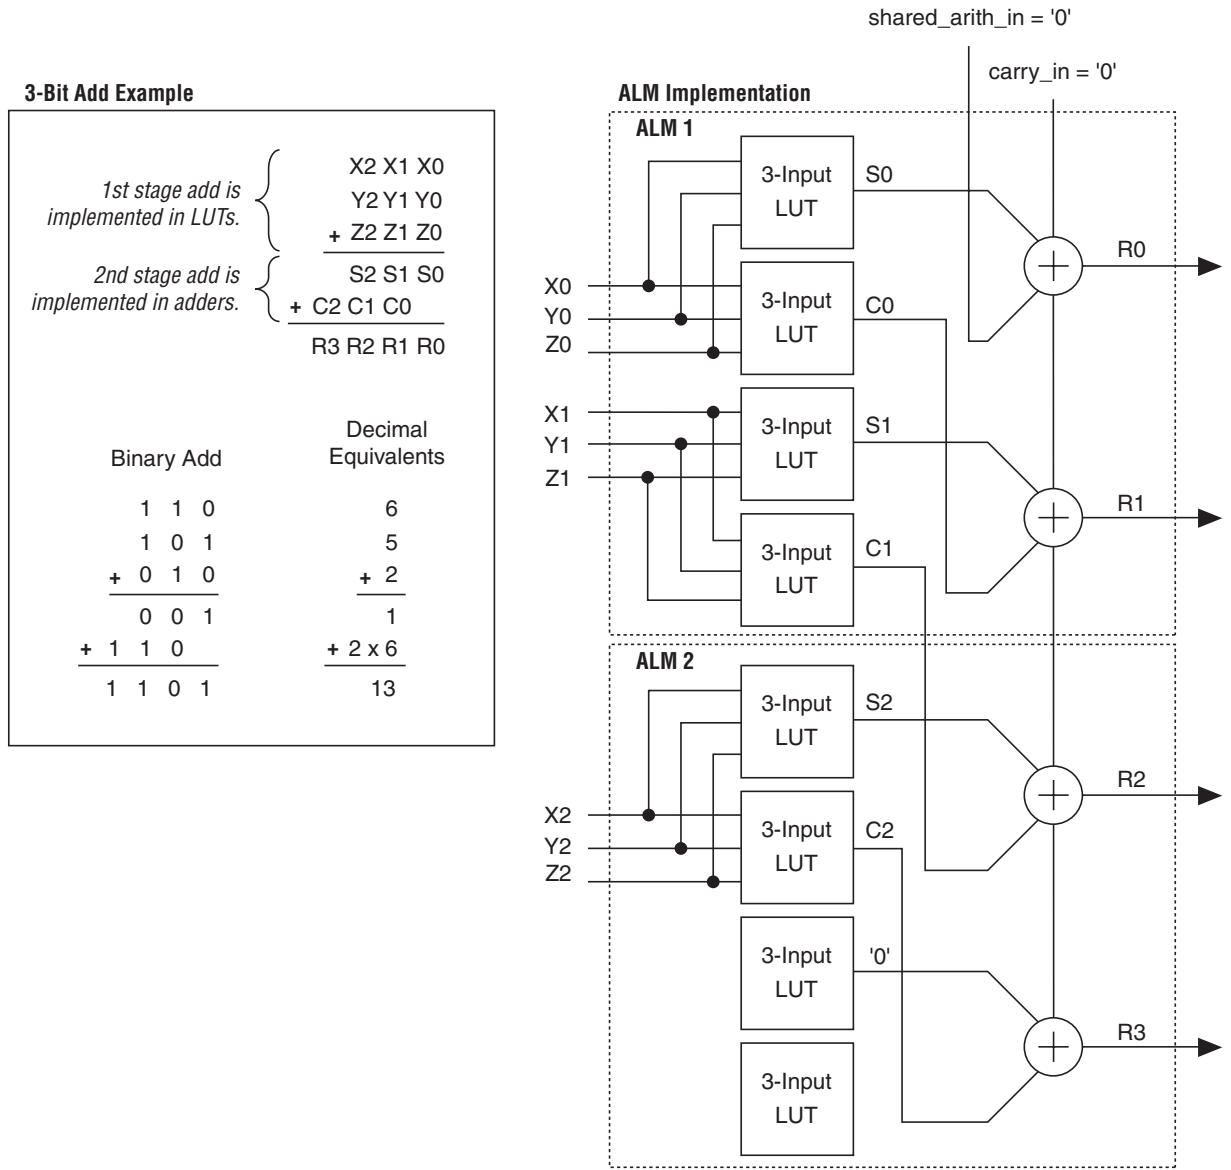 3-Bit Add Example
1st stage add is
implemented in LUTs.
X2 X1 X0
Y2 Y1 Y0
+ Z2 Z1 Z0
2nd stage add is
implemented in adders.
S2 S1 S0
+ C2 C1 C0
R3 R2 R1 R0
Binary Add
1 1 0
1 0 1
+ 0 1 0
0 0 1
+ 1 1 0
1 1 0 1
Decimal
Equivalents
6
5
+ 2
1
+ 2 x 6
13
shared_arith_in = '0'
carry_in = '0'
ALM Implementation
ALM 1
3-Input
LUT
S0
R0
X0
Y0
Z0
3-Input
LUT
C0
X1
Y1
Z1
3-Input
LUT
S1
R1
3-Input
LUT
C1
ALM 2
3-Input
LUT
S2
R2
X2
Y2
Z2
3-Input
LUT
C2
3-Input
LUT
'0'
R3
3-Input
LUT